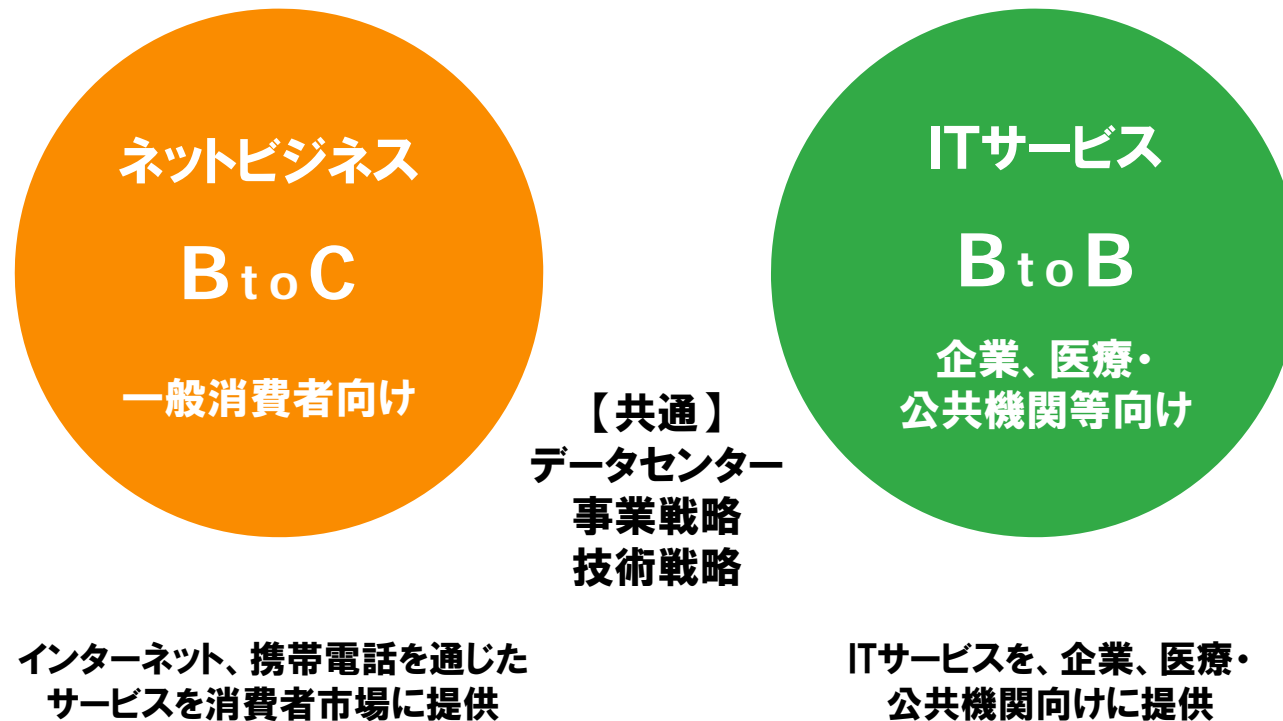 ネットビジネス
BtoC
一般消費者向け
ITサービス
BtoB
企業、医療・
公共機関等向け
【共通】
データセンター
事業戦略
技術戦略
インターネット、携帯電話を通じた
サービスを消費者市場に提供
ITサービスを、企業、医療・
公共機関向けに提供